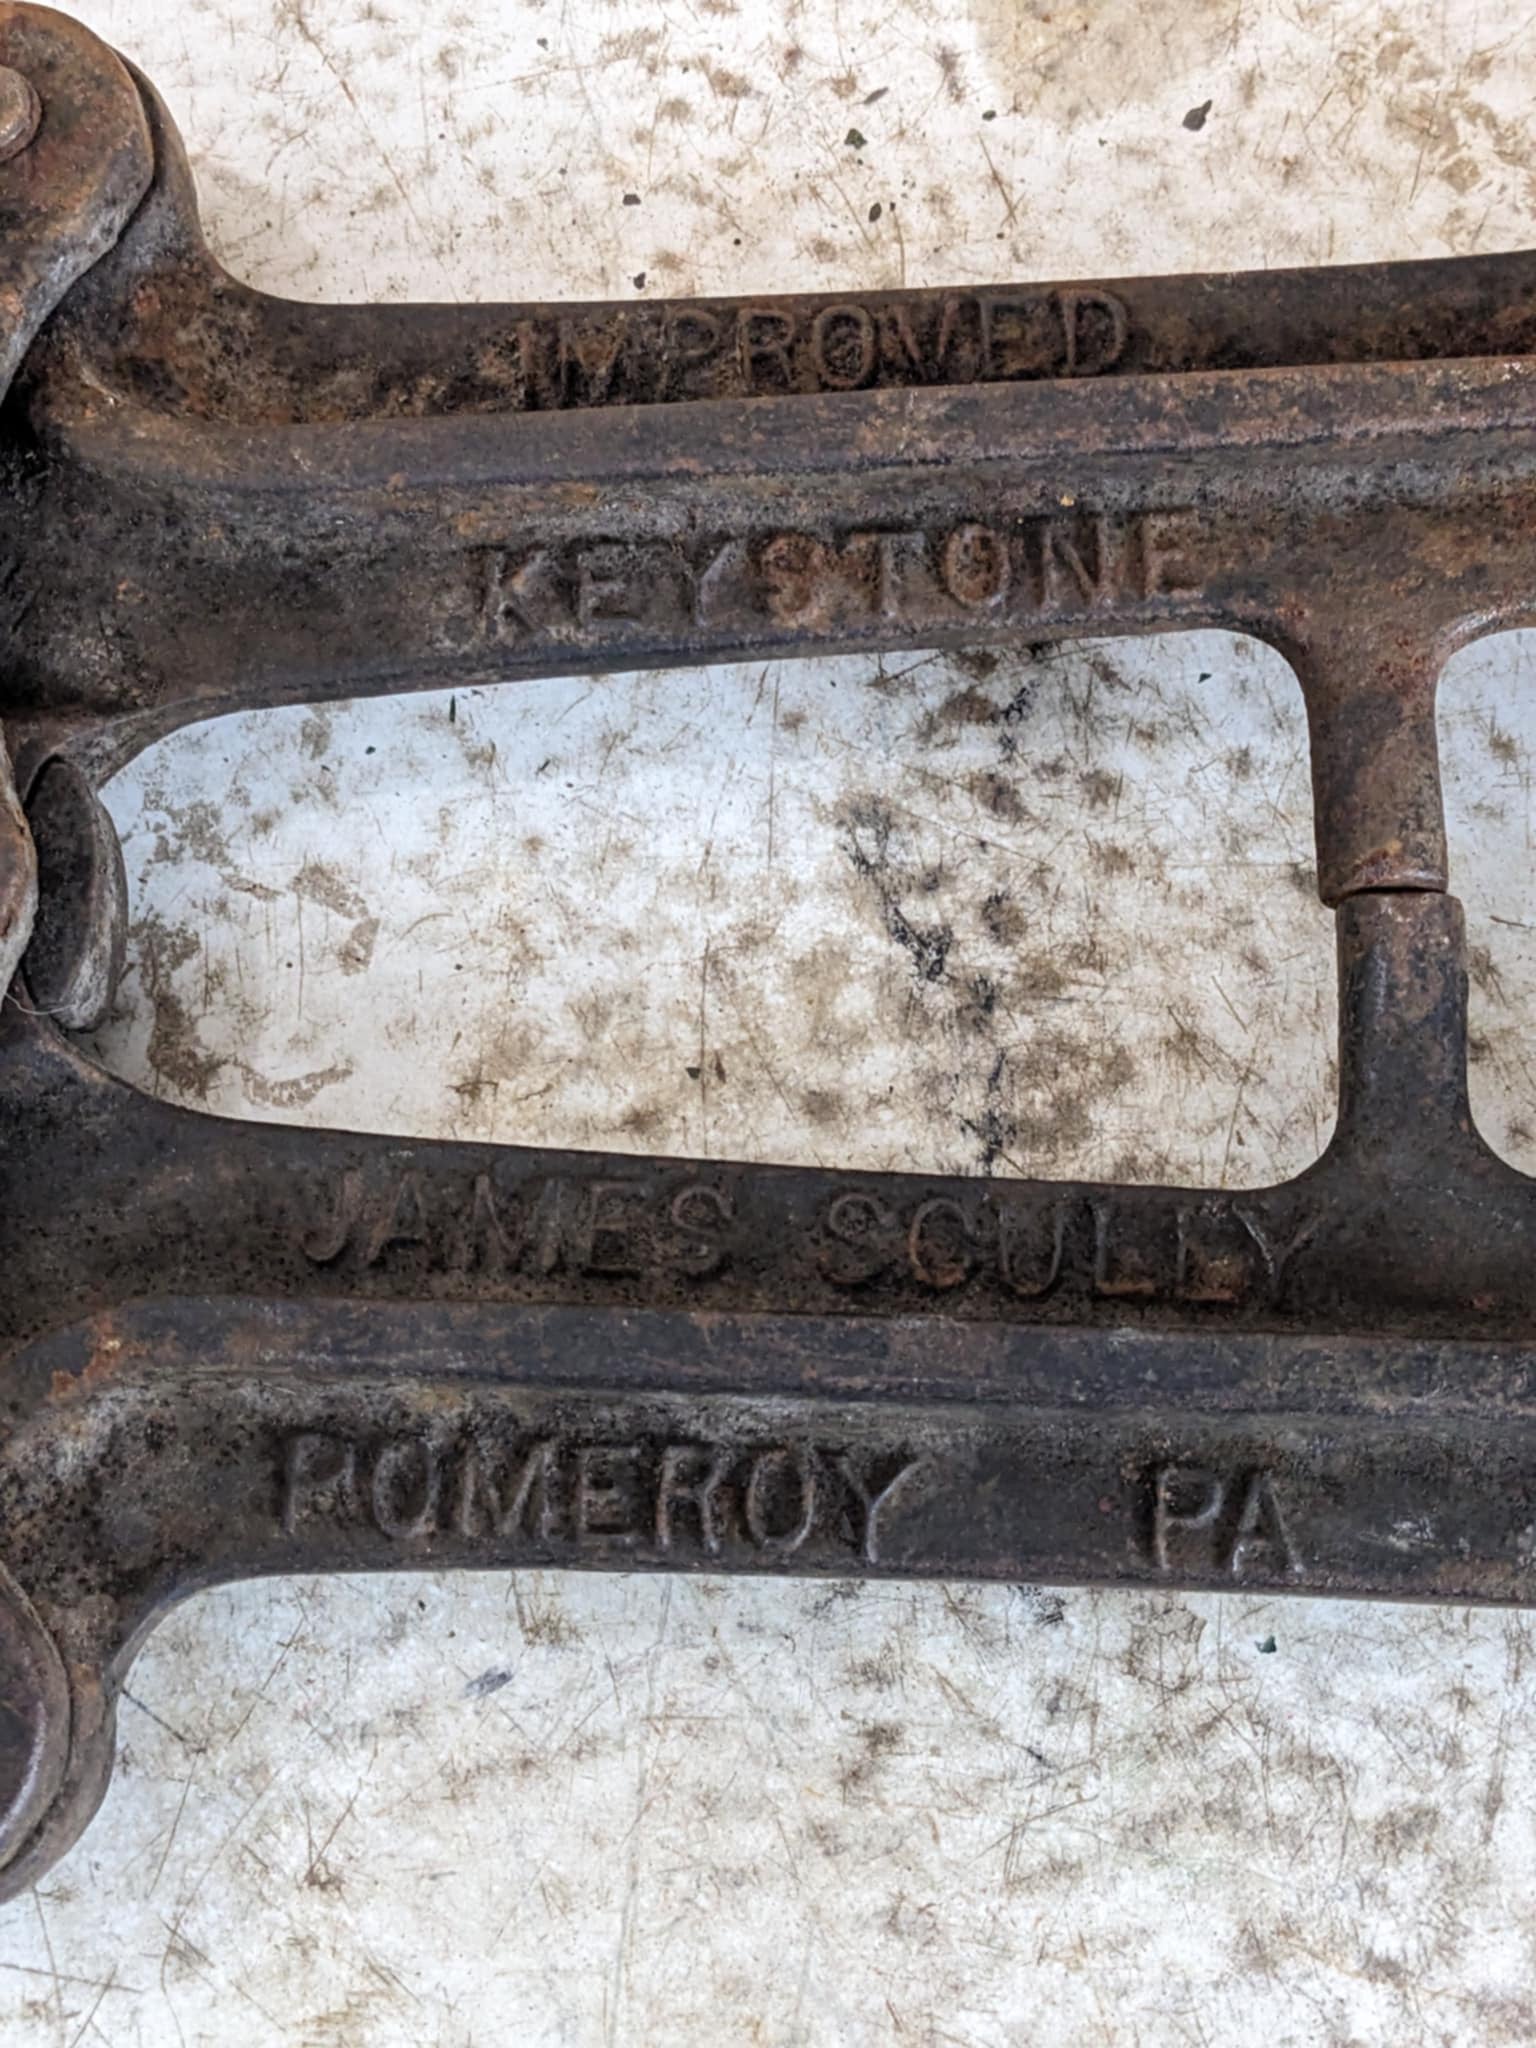 IMPROVED
KEYSTONE
JAMES SCULLY
POMEROY PA